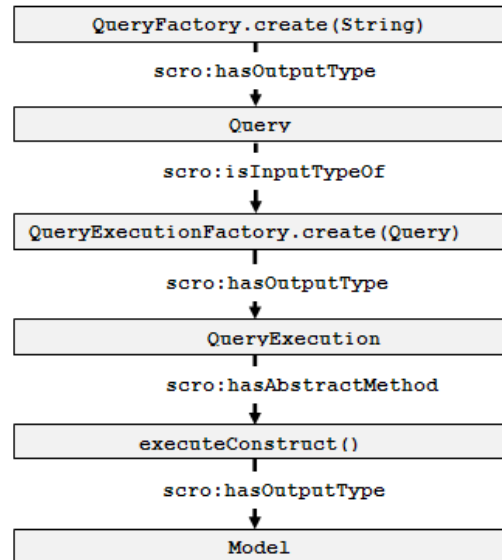 QueryFactory.create(String)
scro:hasOutputType
Query
scro:isInputTypeOf
QueryExecutionFactory.create(Query)
scro:hasOutputType
QueryExecution
scro:hasAbstractMethod
executeConstruct()
scro:hasOutputType
Model